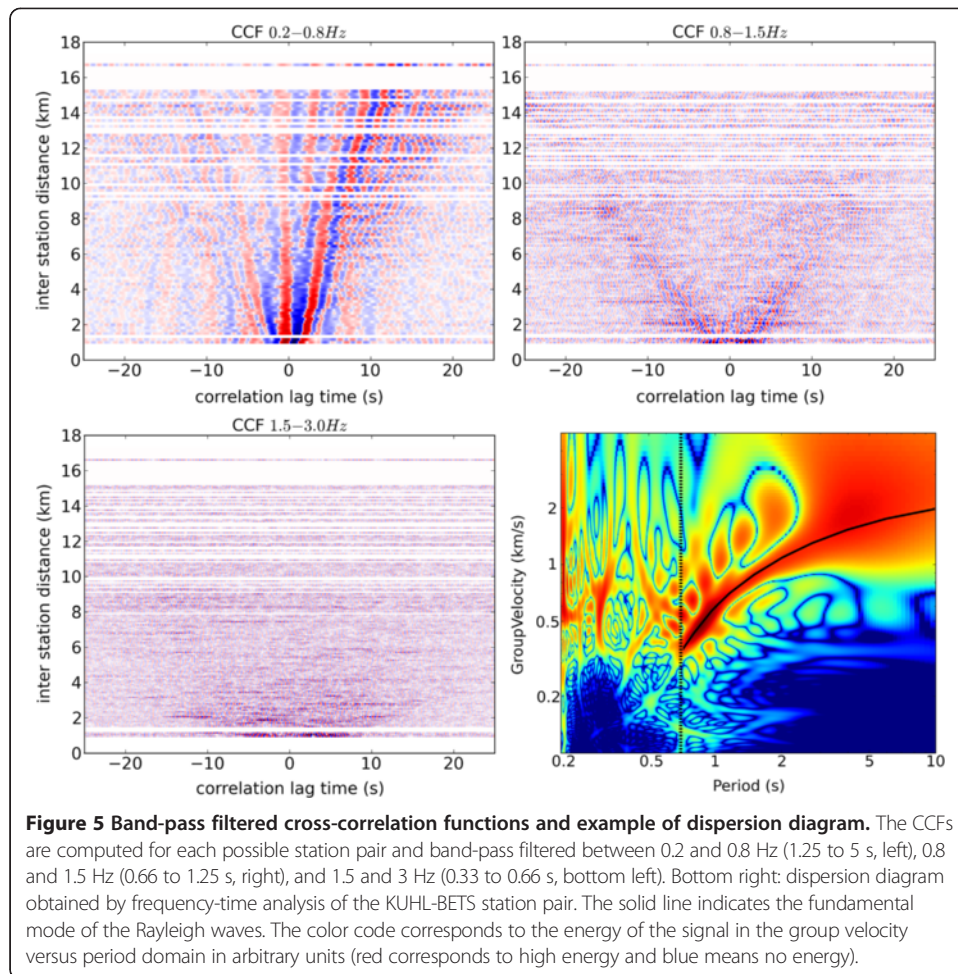 CCF 0.2−0.8Hz
18
16
14
12
10
8
6
4
2
0
inter station distance (km)
−20 −10 0 10 20
correlation lag time (s)
CCF 0.8−1.5Hz
18
16
14
12
10
8
6
4
2
0
inter station distance (km)
−20 −10 0 10 20
correlation lag time (s)
CCF 1.5−3.0Hz
18
16
14
12
10
8
6
4
2
0
inter station distance (km)
−20 −10 0 10 20
correlation lag time (s)
2
1
0.5
0.2
GroupVelocity (km/s)
0.2 0.5 1 2 5 10
Period (s)
Figure 5 Band-pass filtered cross-correlation functions and example of dispersion diagram. The CCFs
are computed for each possible station pair and band-pass filtered between 0.2 and 0.8 Hz (1.25 to 5 s, left), 0.8
and 1.5 Hz (0.66 to 1.25 s, right), and 1.5 and 3 Hz (0.33 to 0.66 s, bottom left). Bottom right: dispersion diagram
obtained by frequency-time analysis of the KUHL-BETS station pair. The solid line indicates the fundamental
mode of the Rayleigh waves. The color code corresponds to the energy of the signal in the group velocity
versus period domain in arbitrary units (red corresponds to high energy and blue means no energy).